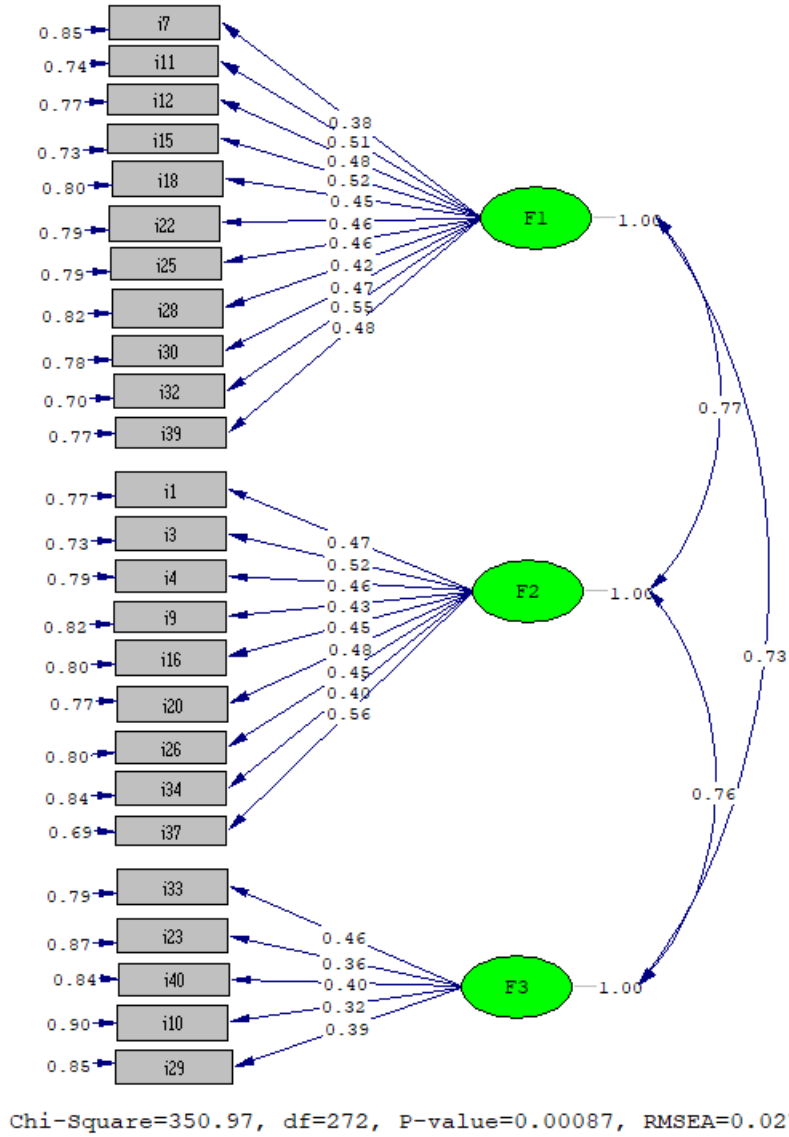 0.85 i7
0.74 i11
0.77 i12
0.38
0.51
0.73 i15
0.48
0.52
0.80 i18
0.45
0.79 i22
0.46
F1 1.00
0.79 i25
0.46
0.42
0.82 i28
0.47
0.55
0.78 i30
0.48
0.70 i32
0.77
0.77 i39
0.77 i1
0.73 i3
0.47
0.52
0.79 i4
0.46
F2 1.00
0.82 i9
0.43
0.80 i16
0.45
0.73
0.48
0.77 i20
0.45
0.40
0.56
0.80 i26
0.84 i34
0.76
0.69 i37
0.79 i33
0.87 i23
0.46
0.36
0.84 i40
0.40
F3 1.00
0.90 i10
0.32
0.39
0.85 i29
Chi-Square=350.97, df=272, P-value=0.00087, RMSEA=0.02